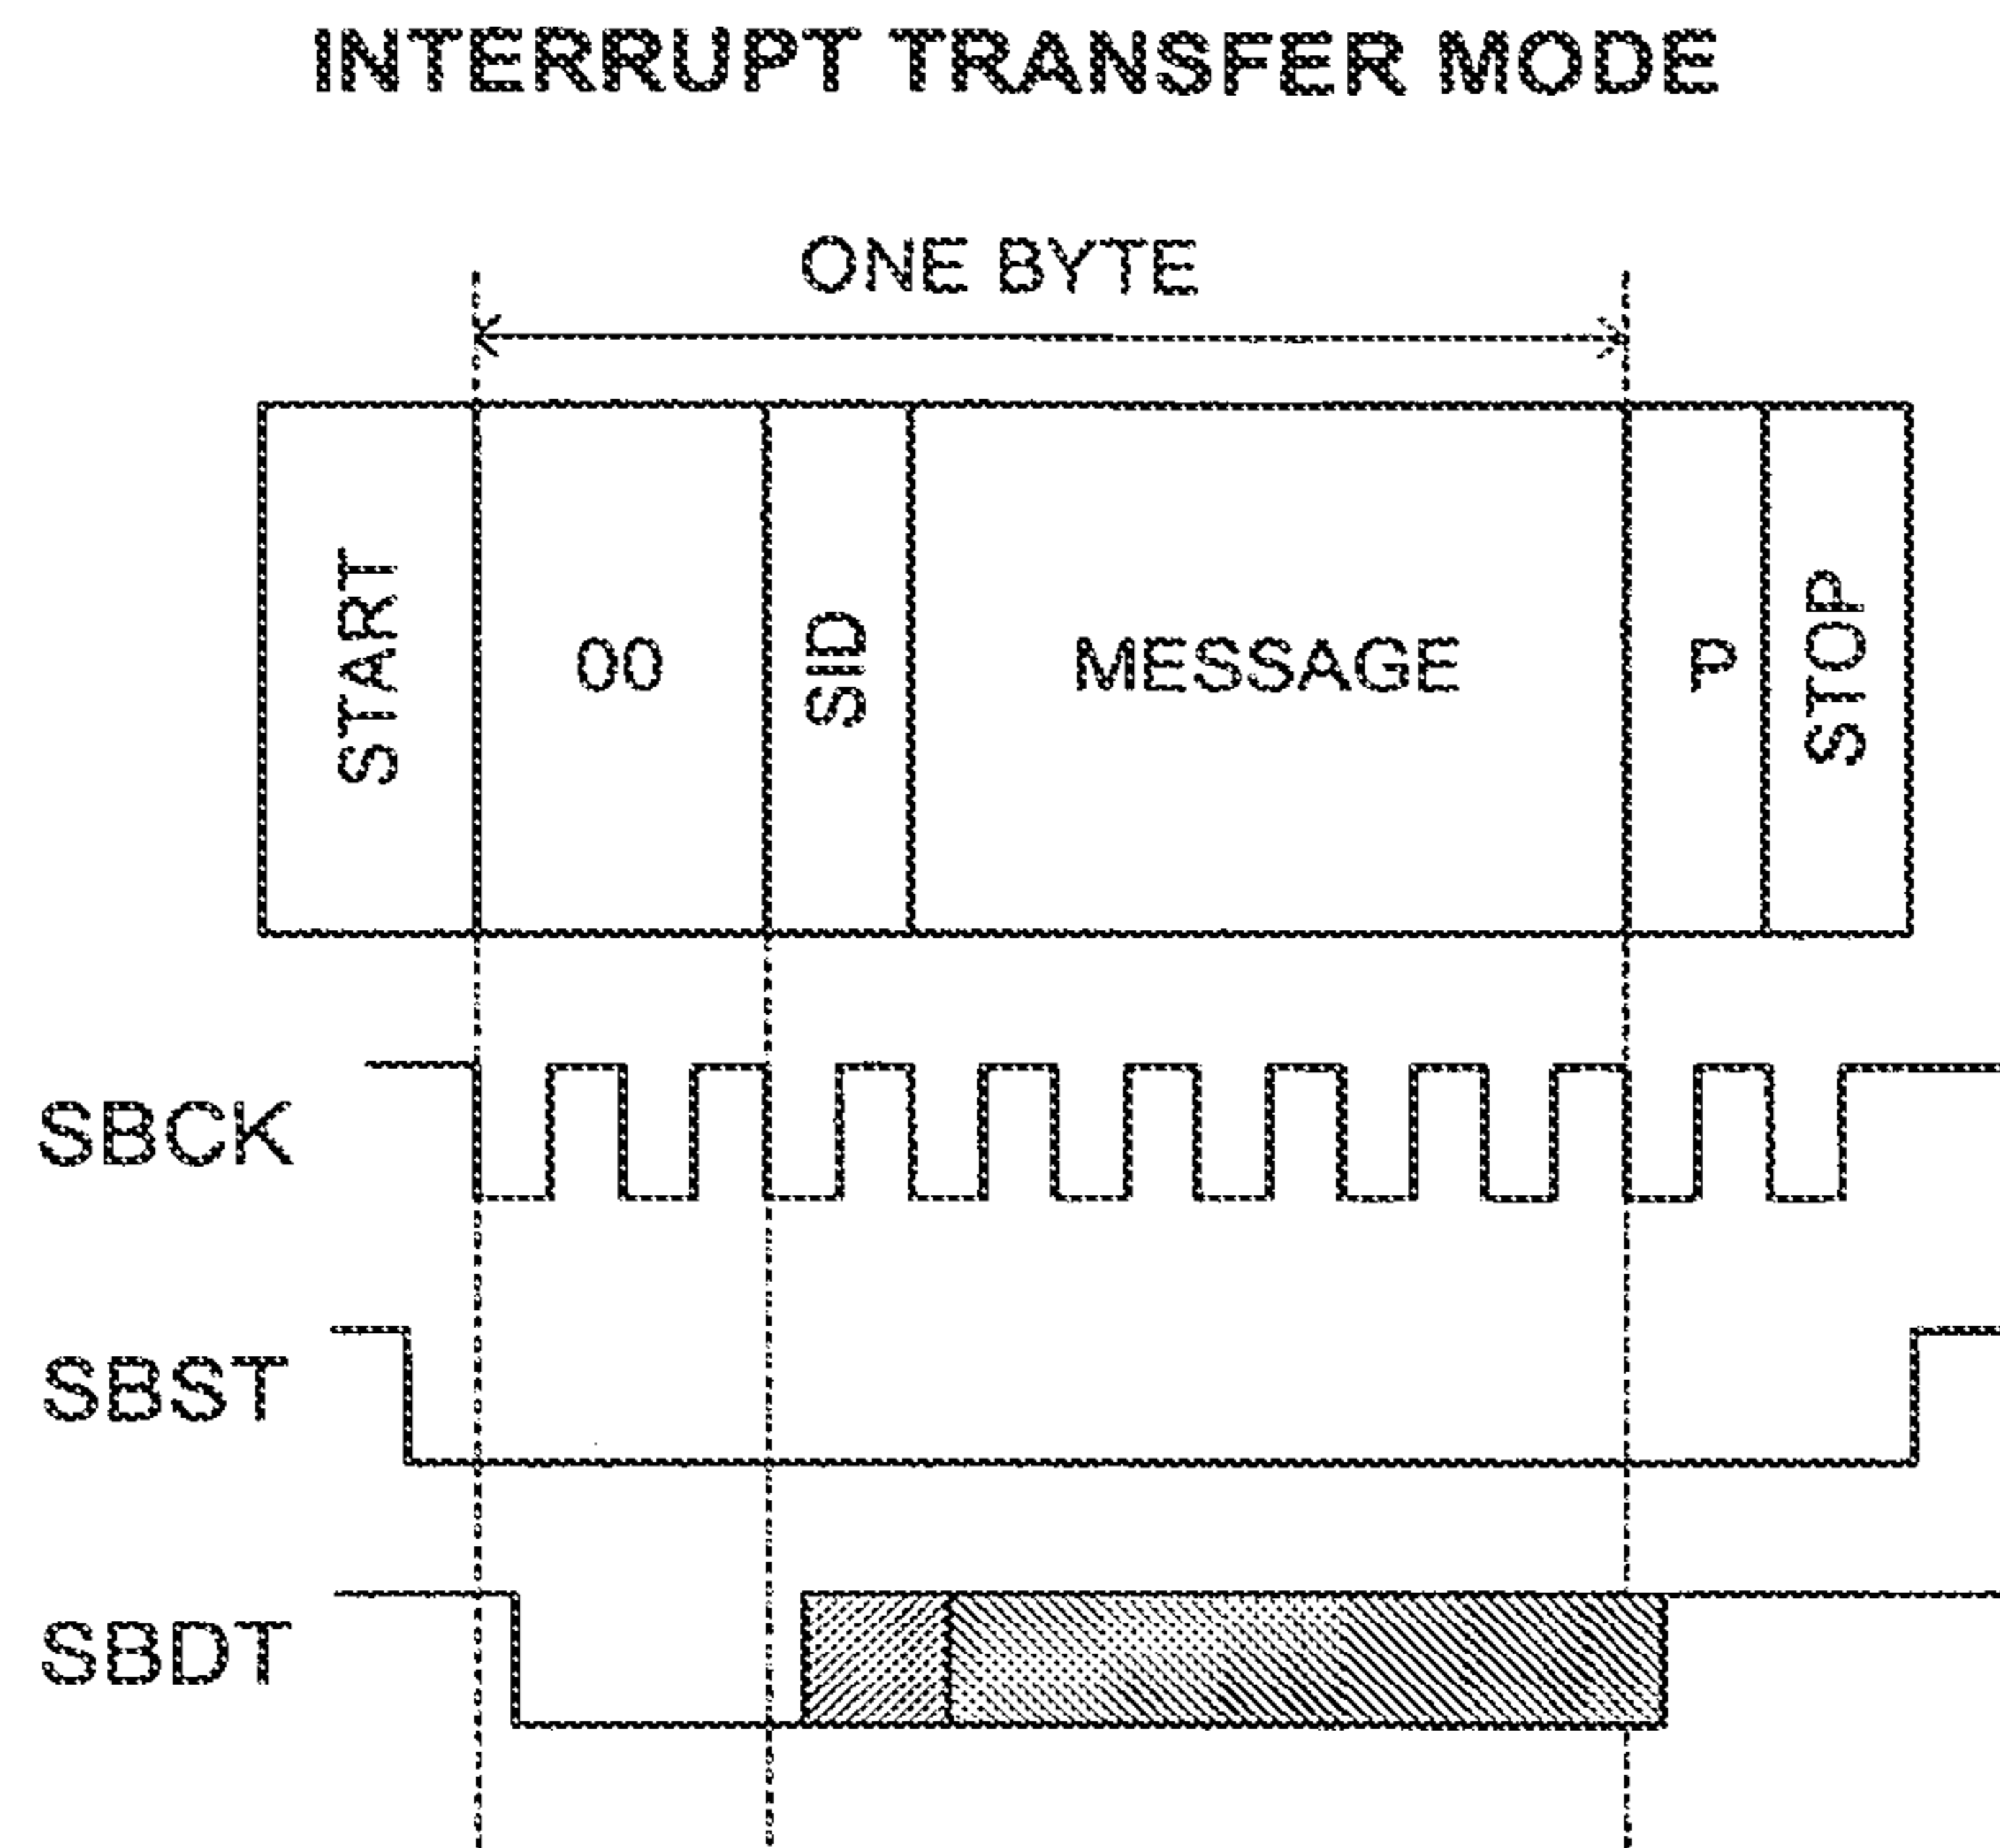 INTERRUPT TRANSFER MODE
ONE BYTE
START
00
SID
MESSAGE
P
STOP
SBCK
SBST
SBDT